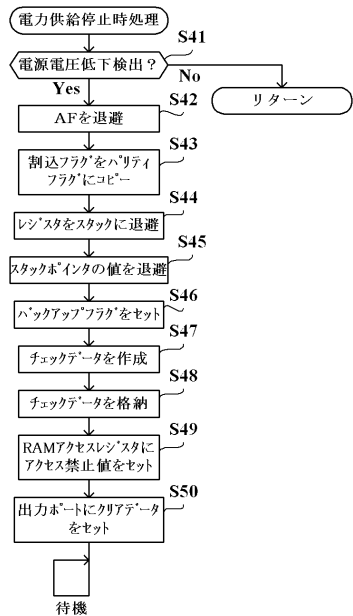 電力供給停止時処理
S41
電源電圧低下検出？
Yes
No
リターン
S42
AFを退避
S43
割込フラグをパリティ
フラグにコピー
S44
レジスタをスタックに退避
S45
スタックポインタの値を退避
S46
バックアップフラグをセット
S47
チェックデータを作成
S48
チェックデータを格納
S49
RAMアクセスレジスタに
アクセス禁止値をセット
S50
出力ポートにクリアデータ
をセット
待機